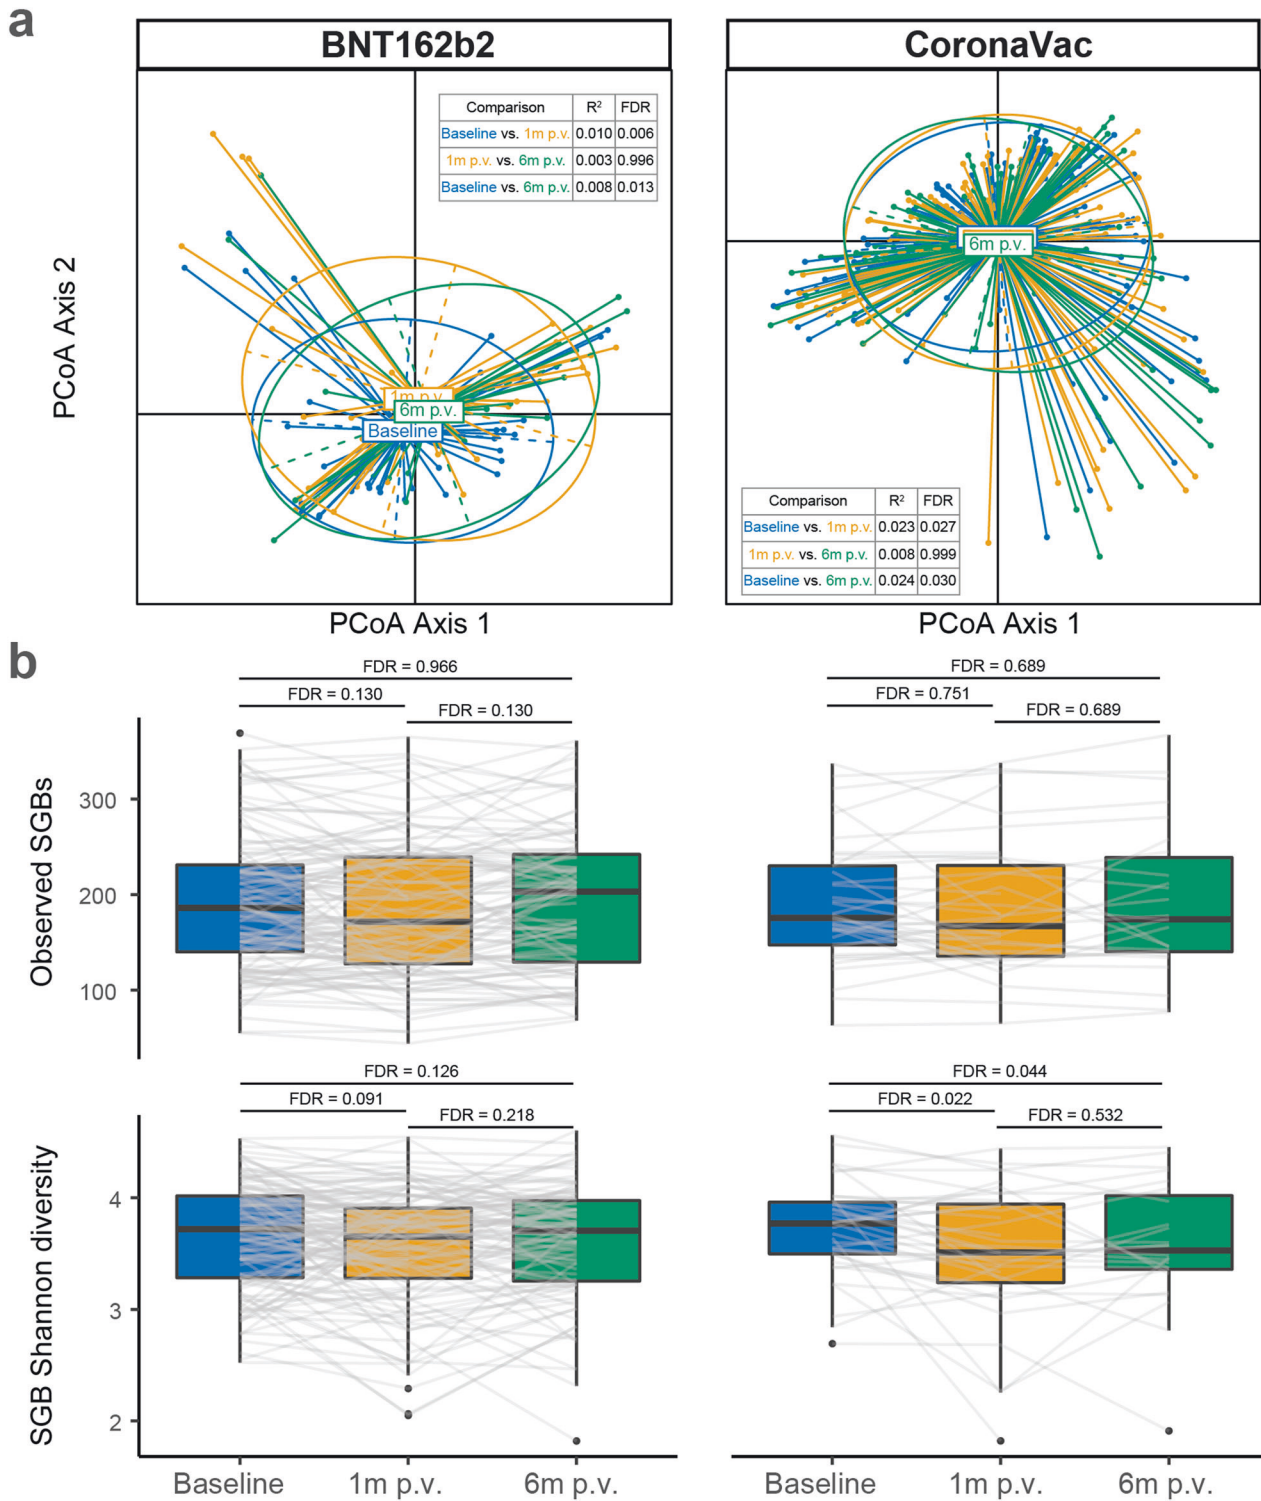 a
BNT162b2
CoronaVac
Comparison R² FDR
Baseline vs. 1m p.v. 0.010 0.006
1m p.v. vs. 6m p.v. 0.003 0.996
Baseline vs. 6m p.v. 0.008 0.013
6m p.v.
PCoA Axis 2
1m p.v.
6m p.v.
Baseline
Comparison R² FDR
Baseline vs. 1m p.v. 0.023 0.027
1m p.v. vs. 6m p.v. 0.008 0.999
Baseline vs. 6m p.v. 0.024 0.030
PCoA Axis 1
PCoA Axis 1
b
FDR = 0.966
FDR = 0.130
FDR = 0.130
FDR = 0.689
FDR = 0.751
FDR = 0.689
Observed SGBs
300
200
100
FDR = 0.126
FDR = 0.091
FDR = 0.218
FDR = 0.044
FDR = 0.022
FDR = 0.532
SGB Shannon diversity
4
3
2
Baseline 1m p.v. 6m p.v.
Baseline 1m p.v. 6m p.v.